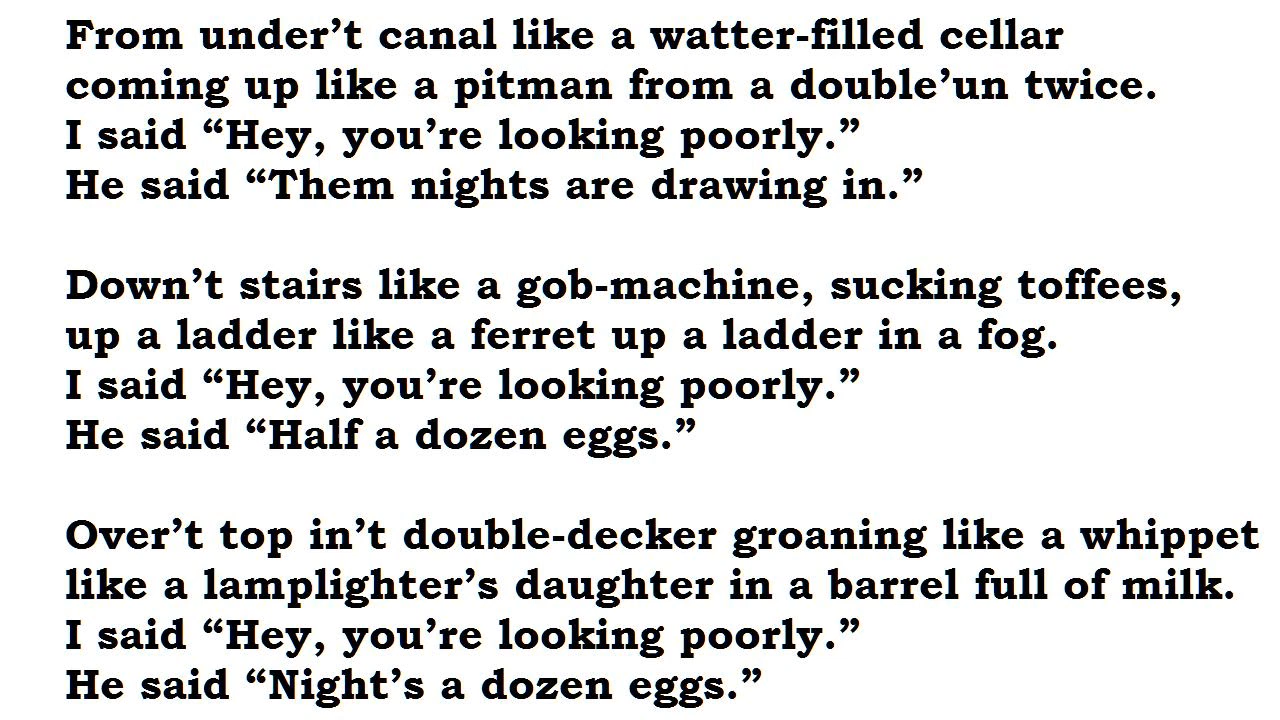 From under’t canal like a watter-filled cellar
coming up like a pitman from a double’un twice.
I said “Hey, you’re looking poorly.”
He said “Them nights are drawing in.”
Down’t stairs like a gob-machine, sucking toffees,
up a ladder like a ferret up a ladder in a fog.
I said “Hey, you’re looking poorly.”
He said “Half a dozen eggs.”
Over’t top in’t double-decker groaning like a whippet
like a lamplighter’s daughter in a barrel full of milk.
I said “Hey, you’re looking poorly.”
He said “Night’s a dozen eggs.”